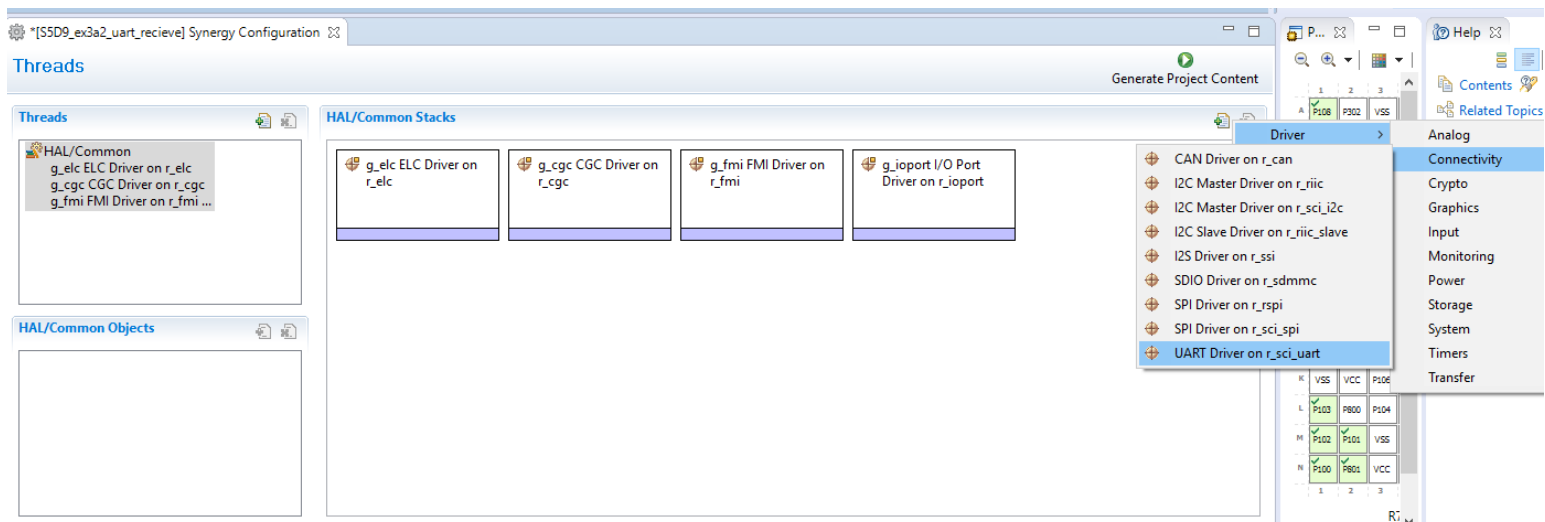 *[S5D9_ex3a2_uart_recieve] Synergy Configuration
P...
Help
Threads
Generate Project Content
Contents
Related Topics
Threads
HAL/Common
g_elc ELC Driver on r_elc
g_cgc CGC Driver on r_cgc
g_fmi FMI Driver on r_fmi ...
HAL/Common Objects
HAL/Common Stacks
g_elc ELC Driver on
r_elc
g_cgc CGC Driver on
r_cgc
g_fmi FMI Driver on
r_fmi
g_ioport I/O Port
Driver on r_ioport
Driver >
CAN Driver on r_can
I2C Master Driver on r_riic
I2C Master Driver on r_sci_i2c
I2C Slave Driver on r_riic_slave
I2S Driver on r_ssi
SDIO Driver on r_sdmmc
SPI Driver on r_rspi
SPI Driver on r_sci_spi
UART Driver on r_sci_uart
Analog
Connectivity
Crypto
Graphics
Input
Monitoring
Power
Storage
System
Timers
Transfer
1 2 3
A P108 P302 VSS
K VSS VCC P106
L P103 P800 P104
M P102 P101 VSS
N P100 P801 VCC
1 2 3
R7